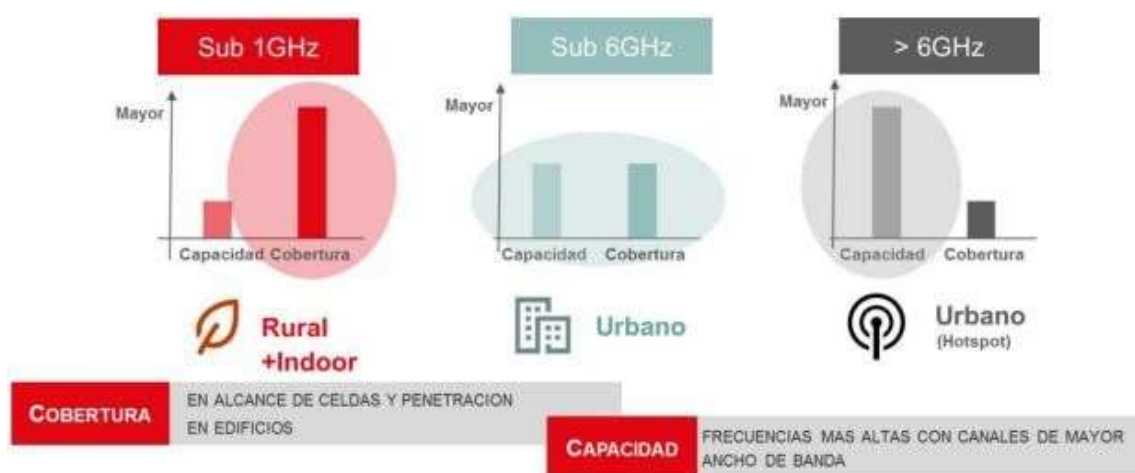 Sub 1GHz
Sub 6GHz
> 6GHz
Mayor
Capacidad Cobertura
Mayor
Capacidad Cobertura
Mayor
Capacidad Cobertura
Rural
+Indoor
Urbano
Urbano
(Hotspot)
COBERTURA
EN ALCANCE DE CELDAS Y PENETRACION
EN EDIFICIOS
CAPACIDAD
FRECUENCIAS MAS ALTAS CON CANALES DE MAYOR
ANCHO DE BANDA